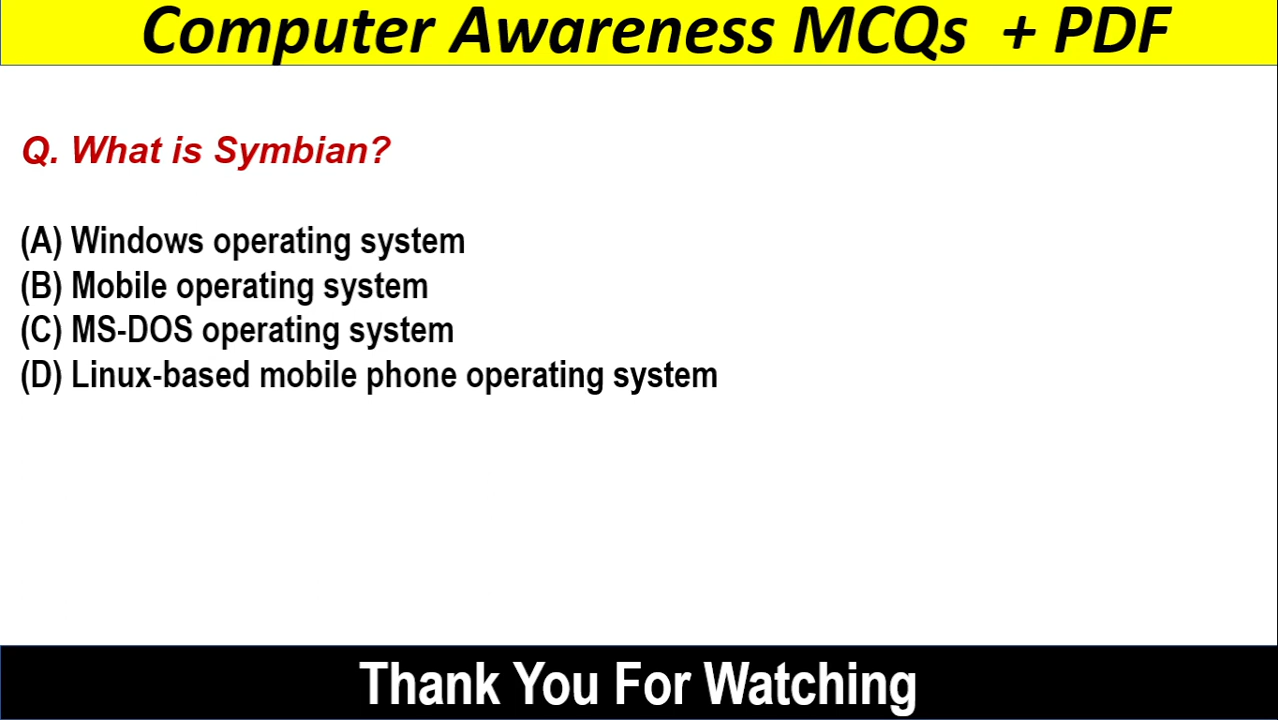 Computer Awareness MCQs + PDF
Q. What is Symbian?
(A) Windows operating system
(B) Mobile operating system
(C) MS-DOS operating system
(D) Linux-based mobile phone operating system
Thank You For Watching